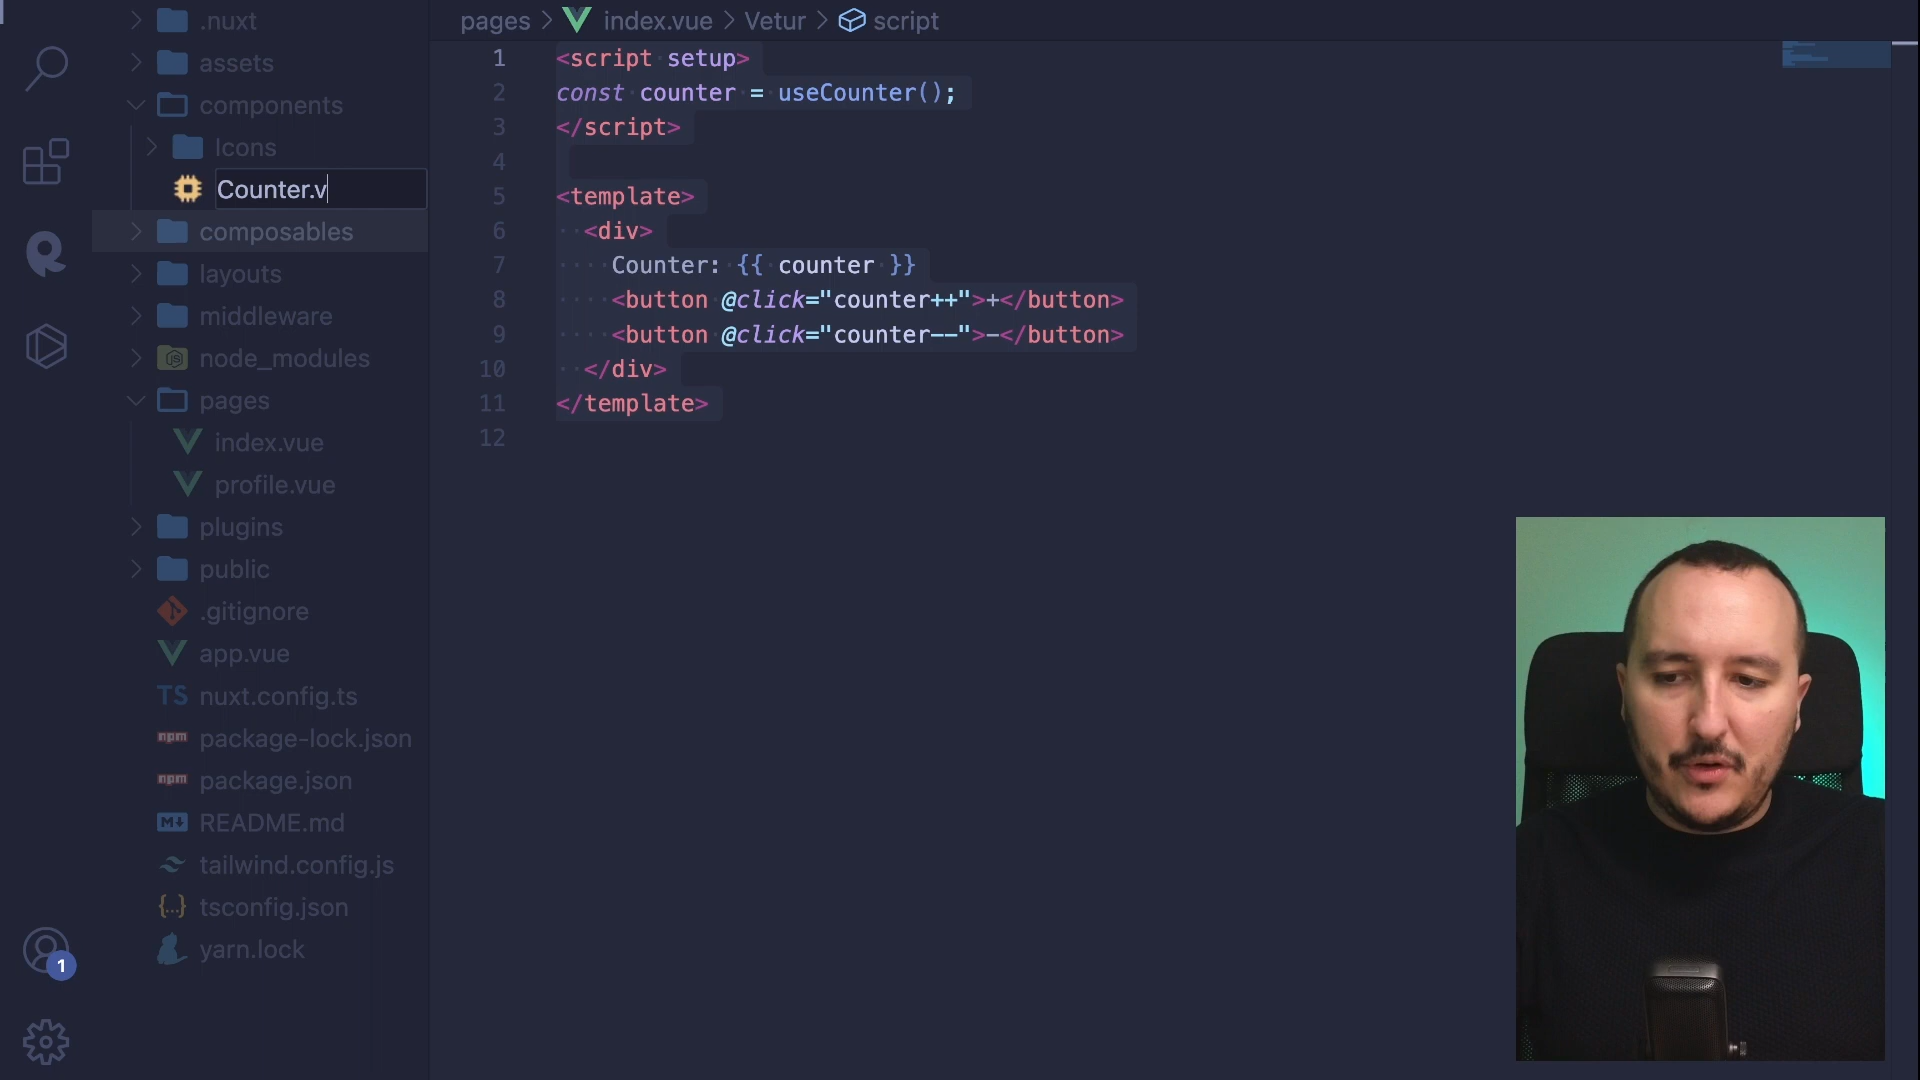 .nuxt
assets
components
Icons
Counter.v
composables
layouts
middleware
node_modules
pages
index.vue
profile.vue
plugins
public
.gitignore
app.vue
TS nuxt.config.ts
npm package-lock.json
npm package.json
M README.md
tailwind.config.js
{...} tsconfig.json
yarn.lock
1
pages > index.vue > Vetur > script
1 <script setup>
2 const counter = useCounter();
3 </script>
4
5 <template>
6 <div>
7 Counter: {{ counter }}
8 <button @click="counter++">+</button>
9 <button @click="counter--">-</button>
10 </div>
11 </template>
12